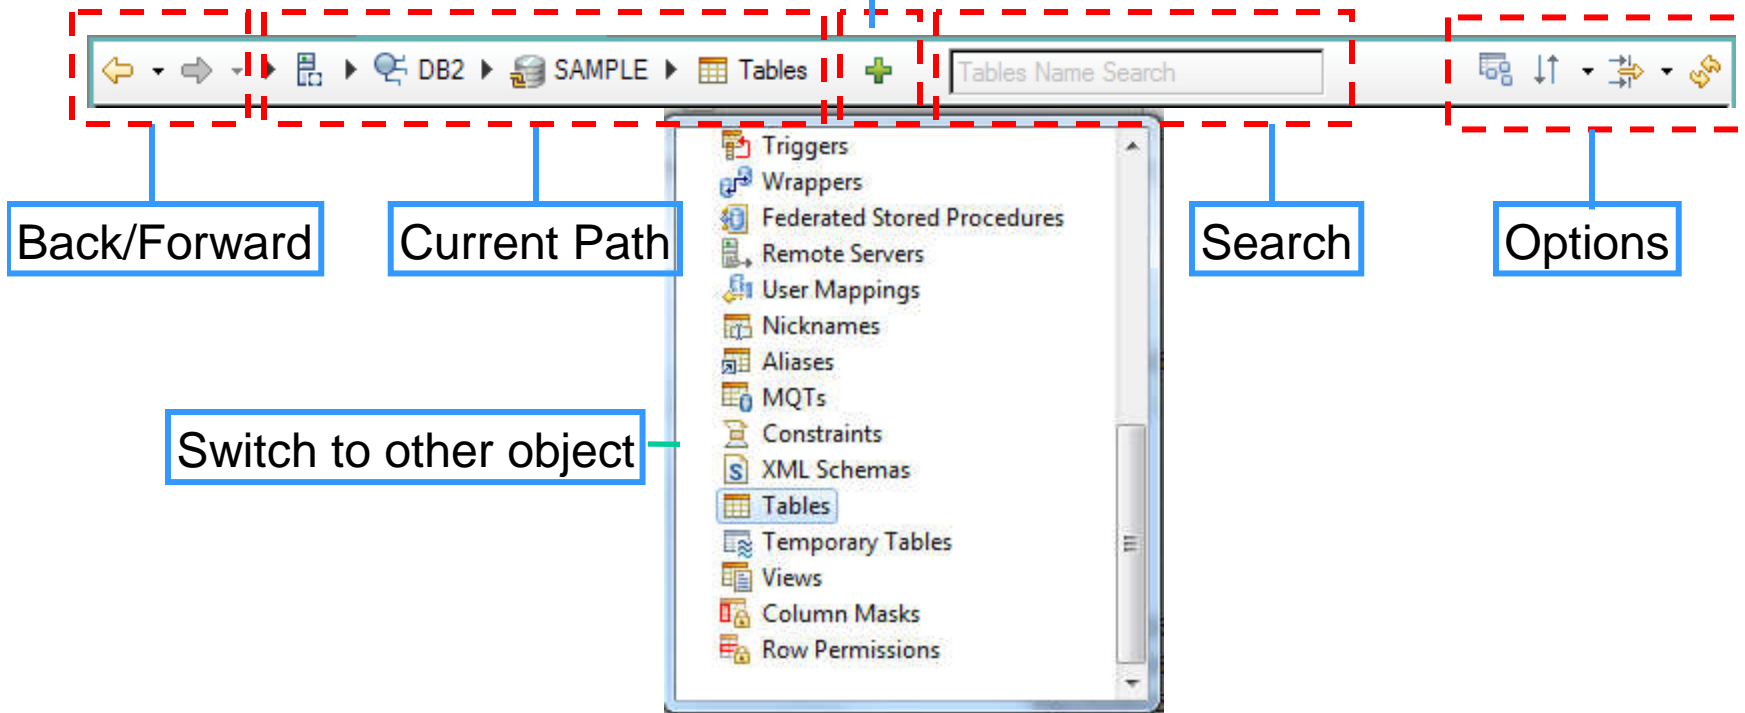 DB2 SAMPLE Tables Tables Name Search
Triggers
Wrappers
Federated Stored Procedures
Remote Servers
User Mappings
Nicknames
Aliases
MQTs
Constraints
XML Schemas
Tables
Temporary Tables
Views
Column Masks
Row Permissions
Back/Forward
Current Path
Search
Options
Switch to other object